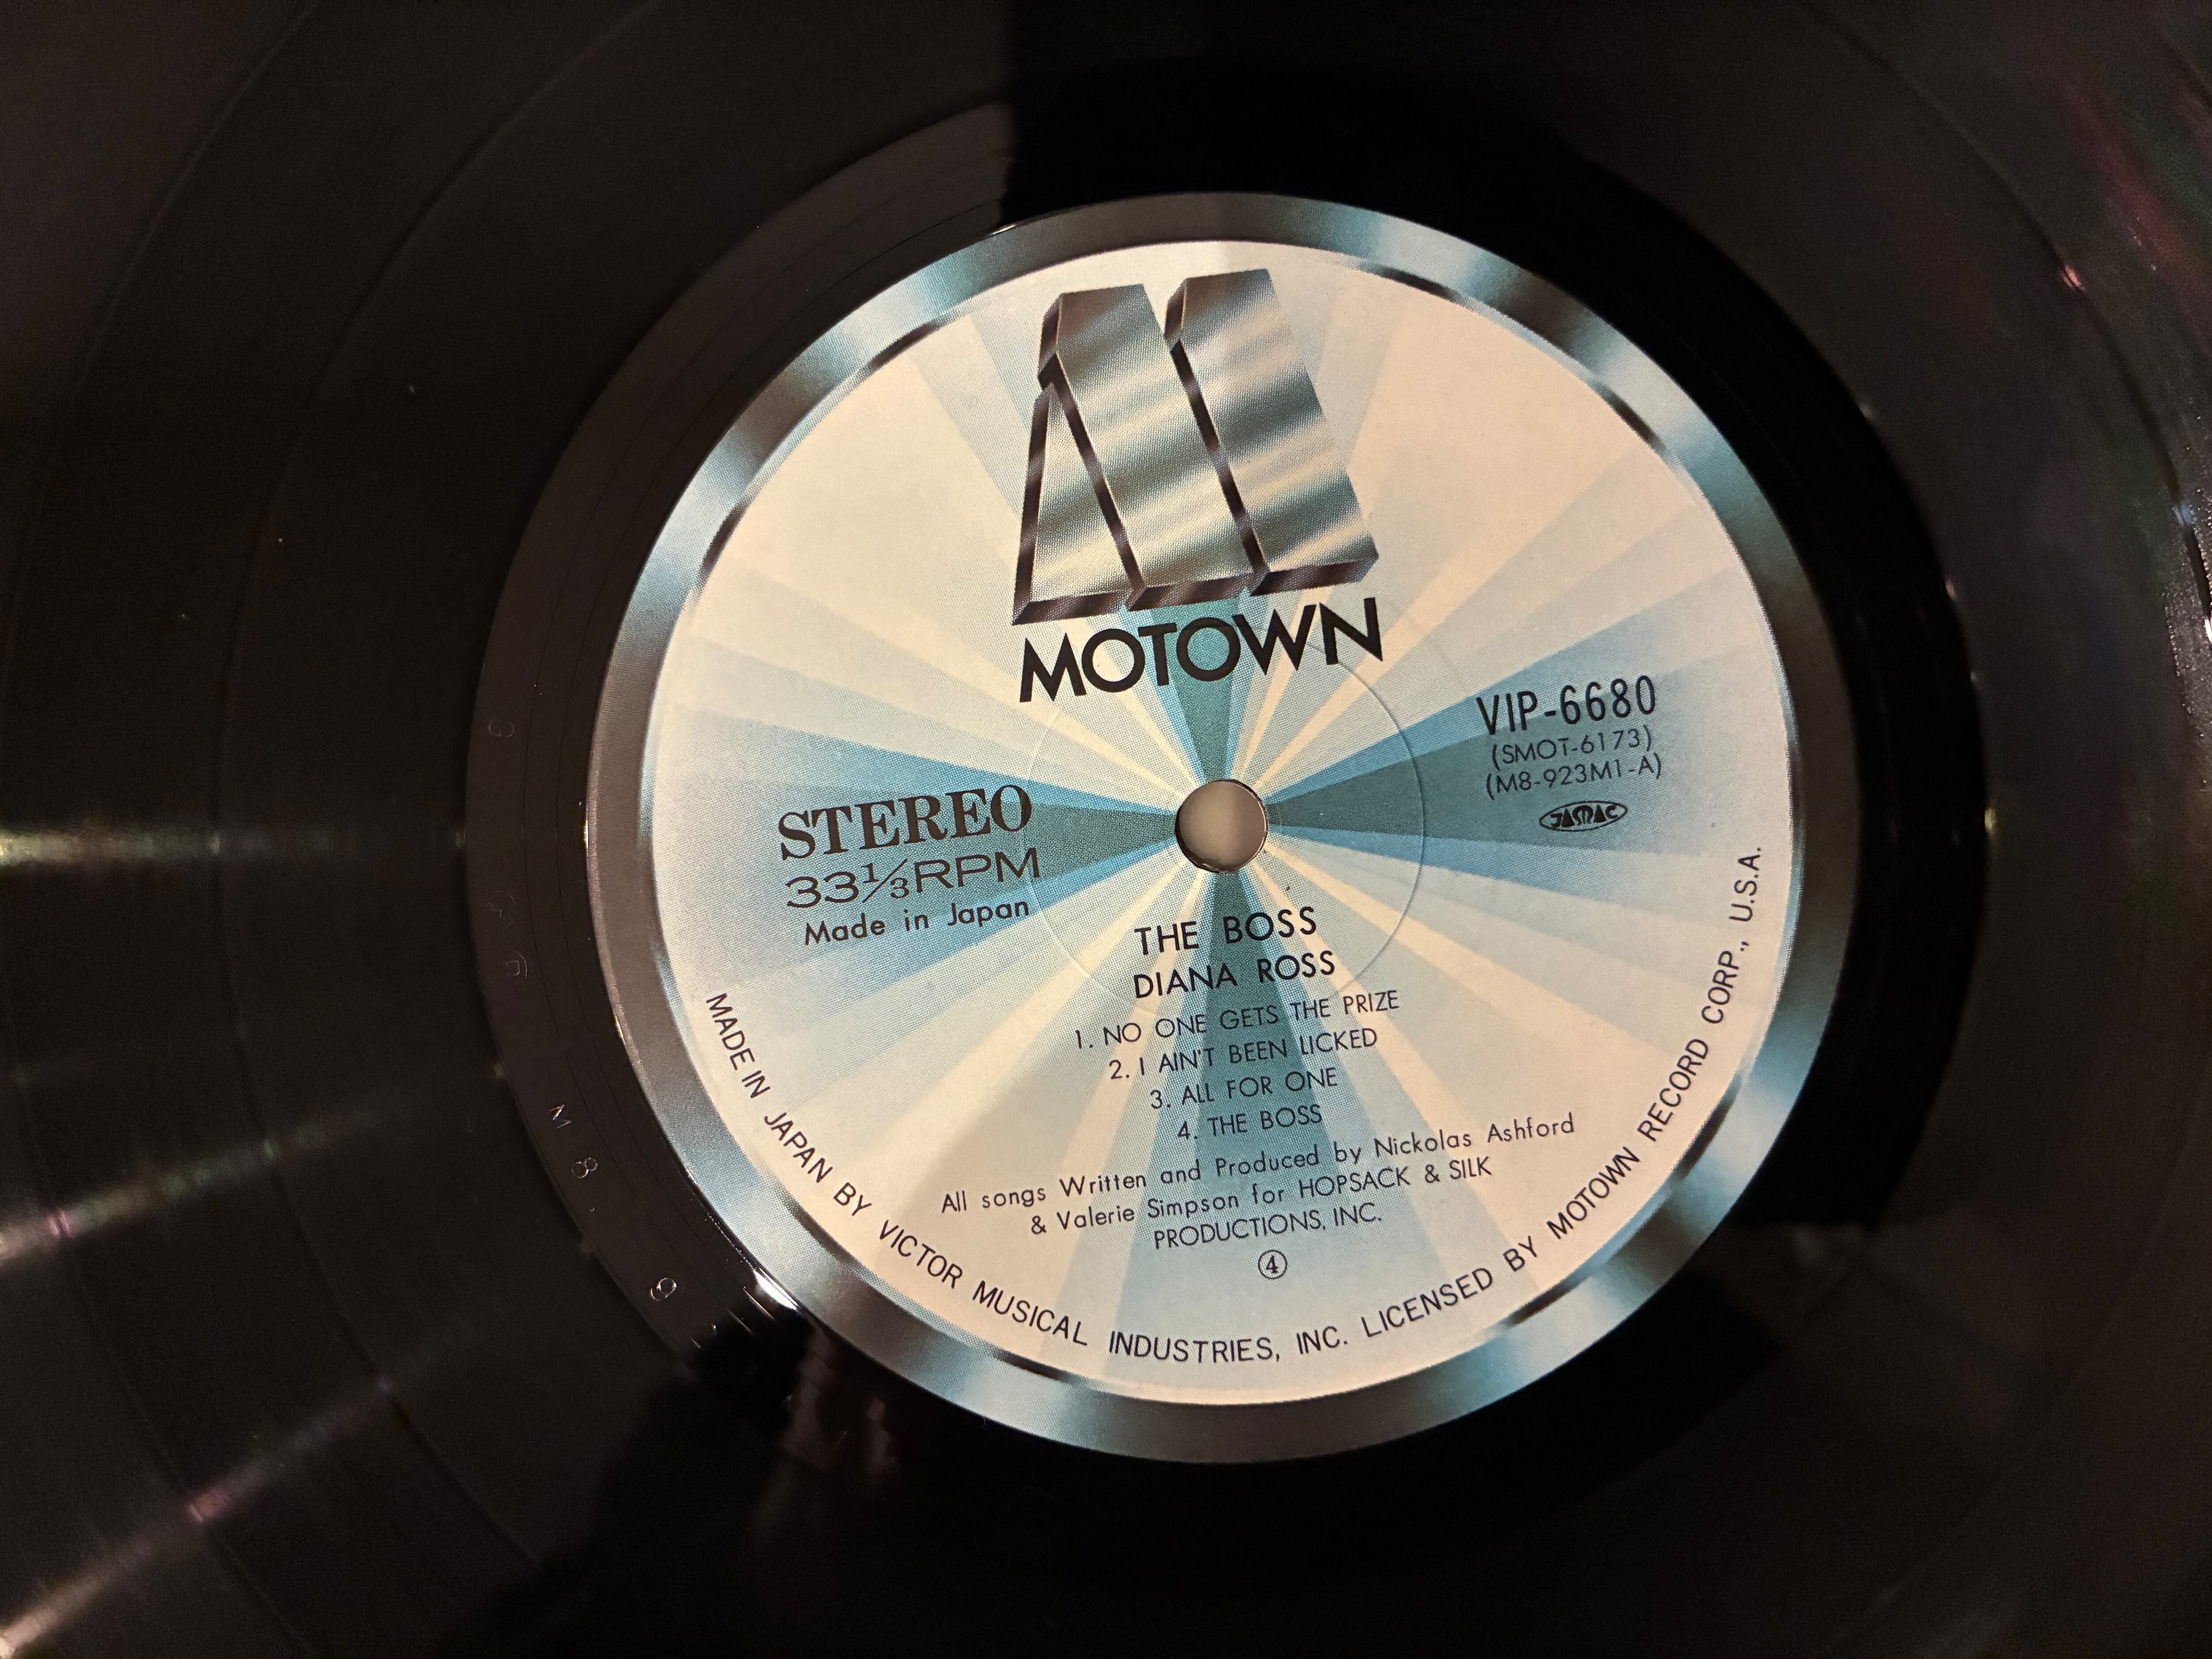 MOTOWN
VIP-6680
(SMOT-6173)
(M8-923M1-A)
JASRAC
STEREO
33⅓RPM
Made in Japan
THE BOSS
DIANA ROSS
1. NO ONE GETS THE PRIZE
2. I AIN'T BEEN LICKED
3. ALL FOR ONE
4. THE BOSS
All songs Written and Produced by Nickolas Ashford
& Valerie Simpson for HOPSACK & SILK
PRODUCTIONS, INC.
④
MADE IN JAPAN BY VICTOR MUSICAL INDUSTRIES, INC. LICENSED BY MOTOWN RECORD CORP., U.S.A.
M 8
9